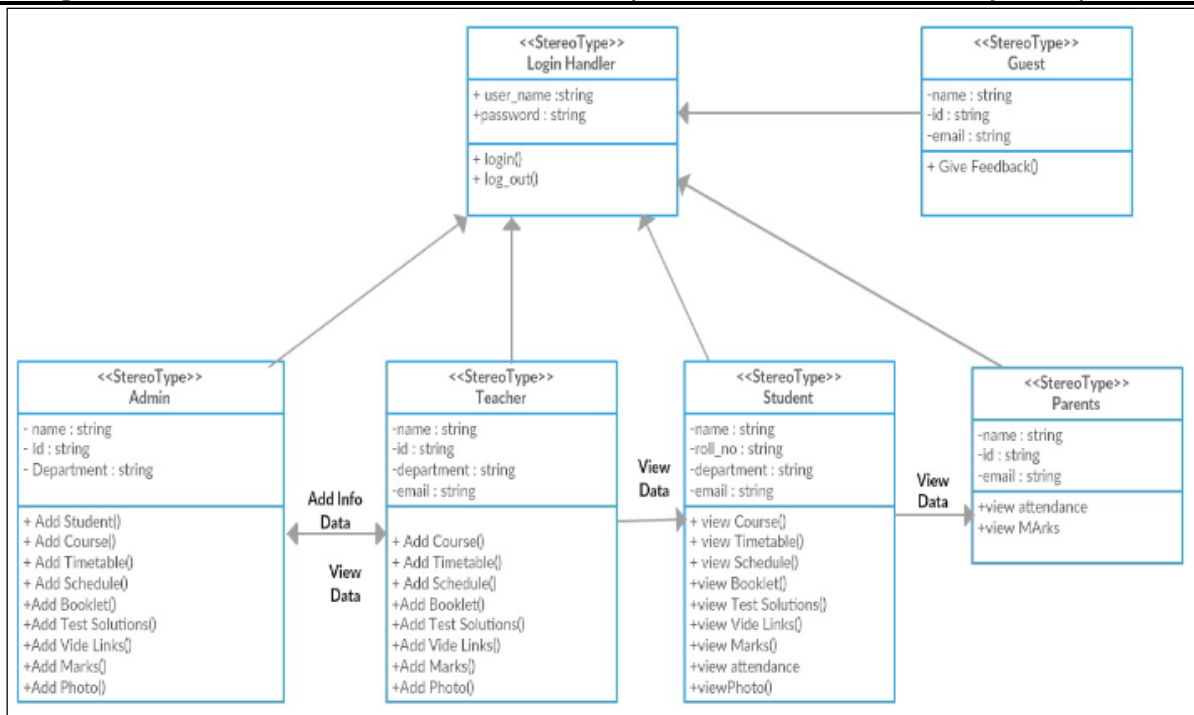 <<StereoType>>
Login Handler
+ user_name :string
+password : string
+ login()
+ log_out()
<<StereoType>>
Guest
-name : string
-id : string
-email : string
+ Give Feedback()
<<StereoType>>
Admin
- name : string
- Id : string
- Department : string
+ Add Student()
+ Add Course()
+ Add Timetable()
+ Add Schedule()
+Add Booklet()
+Add Test Solutions()
+Add Vide Links()
+Add Marks()
+Add Photo()
Add Info
Data
View
Data
<<StereoType>>
Teacher
-name : string
-id : string
-department : string
-email : string
+ Add Course()
+ Add Timetable()
+ Add Schedule()
+Add Booklet()
+Add Test Solutions()
+Add Vide Links()
+Add Marks()
+Add Photo()
View
Data
<<StereoType>>
Student
-name : string
-roll_no : string
-department : string
-email : string
+ view Course()
+ view Timetable()
+ view Schedule()
+view Booklet()
+view Test Solutions()
+view Vide Links()
+view Marks()
+view attendance
+viewPhoto()
View
Data
<<StereoType>>
Parents
-name : string
-id : string
-email : string
+view attendance
+view MArks